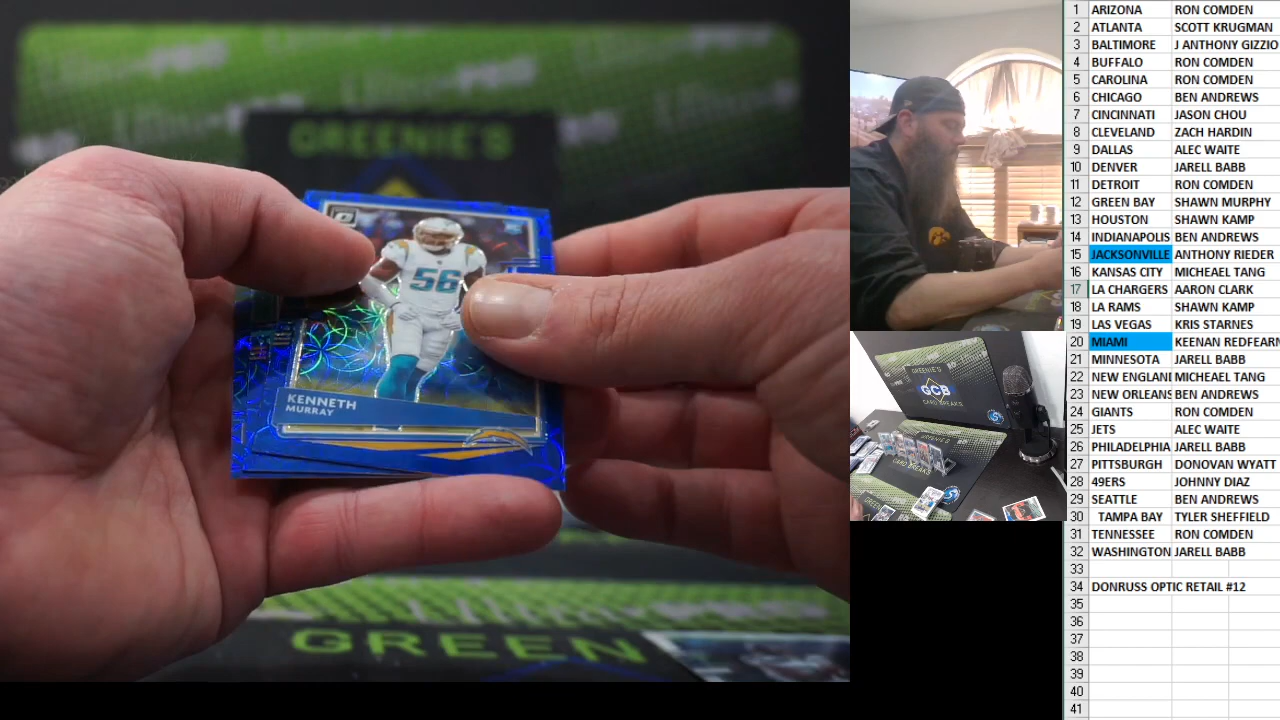 GREENIE'S
56
KENNETH
MURRAY
GREEN
GREENIE'S
GCB
CARD BREAKS
GREENIE'S
CARD BREAKS
1 ARIZONA RON COMDEN
2 ATLANTA SCOTT KRUGMAN
3 BALTIMORE J ANTHONY GIZZIO
4 BUFFALO RON COMDEN
5 CAROLINA RON COMDEN
6 CHICAGO BEN ANDREWS
7 CINCINNATI JASON CHOU
8 CLEVELAND ZACH HARDIN
9 DALLAS ALEC WAITE
10 DENVER JARELL BABB
11 DETROIT RON COMDEN
12 GREEN BAY SHAWN MURPHY
13 HOUSTON SHAWN KAMP
14 INDIANAPOLIS BEN ANDREWS
15 JACKSONVILLE ANTHONY RIEDER
16 KANSAS CITY MICHEAEL TANG
17 LA CHARGERS AARON CLARK
18 LA RAMS SHAWN KAMP
19 LAS VEGAS KRIS STARNES
20 MIAMI KEENAN REDFEARN
21 MINNESOTA JARELL BABB
22 NEW ENGLAND MICHEAEL TANG
23 NEW ORLEANS BEN ANDREWS
24 GIANTS RON COMDEN
25 JETS ALEC WAITE
26 PHILADELPHIA JARELL BABB
27 PITTSBURGH DONOVAN WYATT
28 49ERS JOHNNY DIAZ
29 SEATTLE BEN ANDREWS
30 TAMPA BAY TYLER SHEFFIELD
31 TENNESSEE RON COMDEN
32 WASHINGTON JARELL BABB
33
34 DONRUSS OPTIC RETAIL #12
35
36
37
38
39
40
41